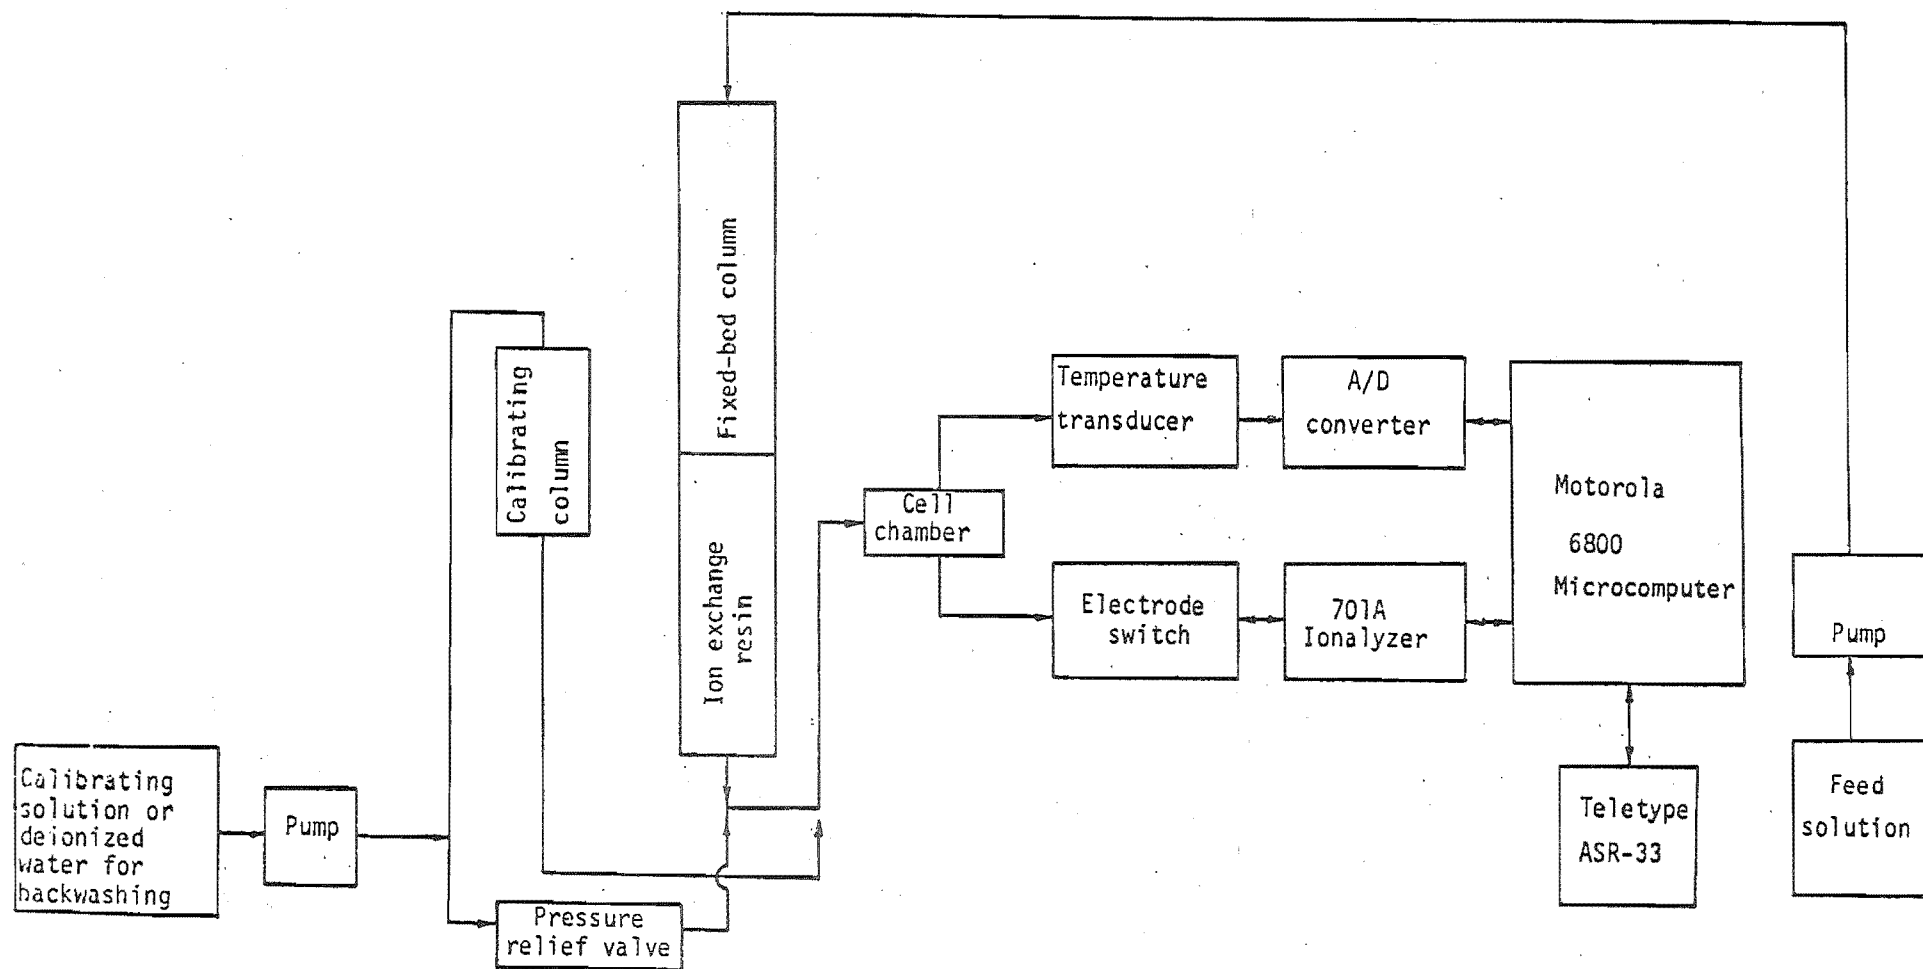 Fixed-bed column
Ion exchange
resin
Calibrating
column
Calibrating
solution or
deionized
water for
backwashing
Pump
Pressure
relief valve
Cell
chamber
Temperature
transducer
A/D
converter
Electrode
switch
701A
Ionalyzer
Motorola
6800
Microcomputer
Teletype
ASR-33
Pump
Feed
solution